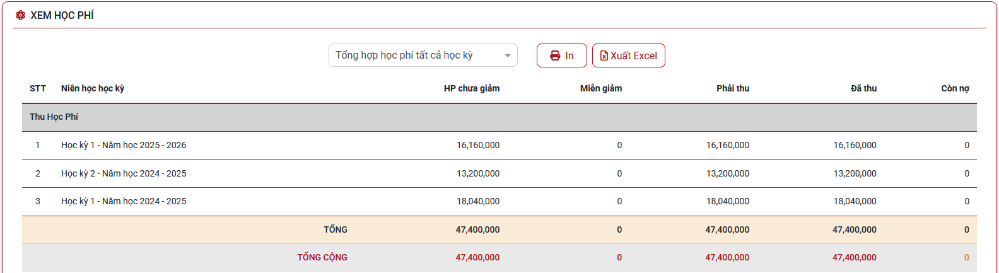 XEM HỌC PHÍ
Tổng hợp học phí tất cả học kỳ In Xuất Excel
STT Niên học học kỳ HP chưa giảm Miễn giảm Phải thu Đã thu Còn nợ
Thu Học Phí
1 Học kỳ 1 - Năm học 2025 - 2026 16,160,000 0 16,160,000 16,160,000 0
2 Học kỳ 2 - Năm học 2024 - 2025 13,200,000 0 13,200,000 13,200,000 0
3 Học kỳ 1 - Năm học 2024 - 2025 18,040,000 0 18,040,000 18,040,000 0
TỔNG 47,400,000 0 47,400,000 47,400,000 0
TỔNG CỘNG 47,400,000 0 47,400,000 47,400,000 0